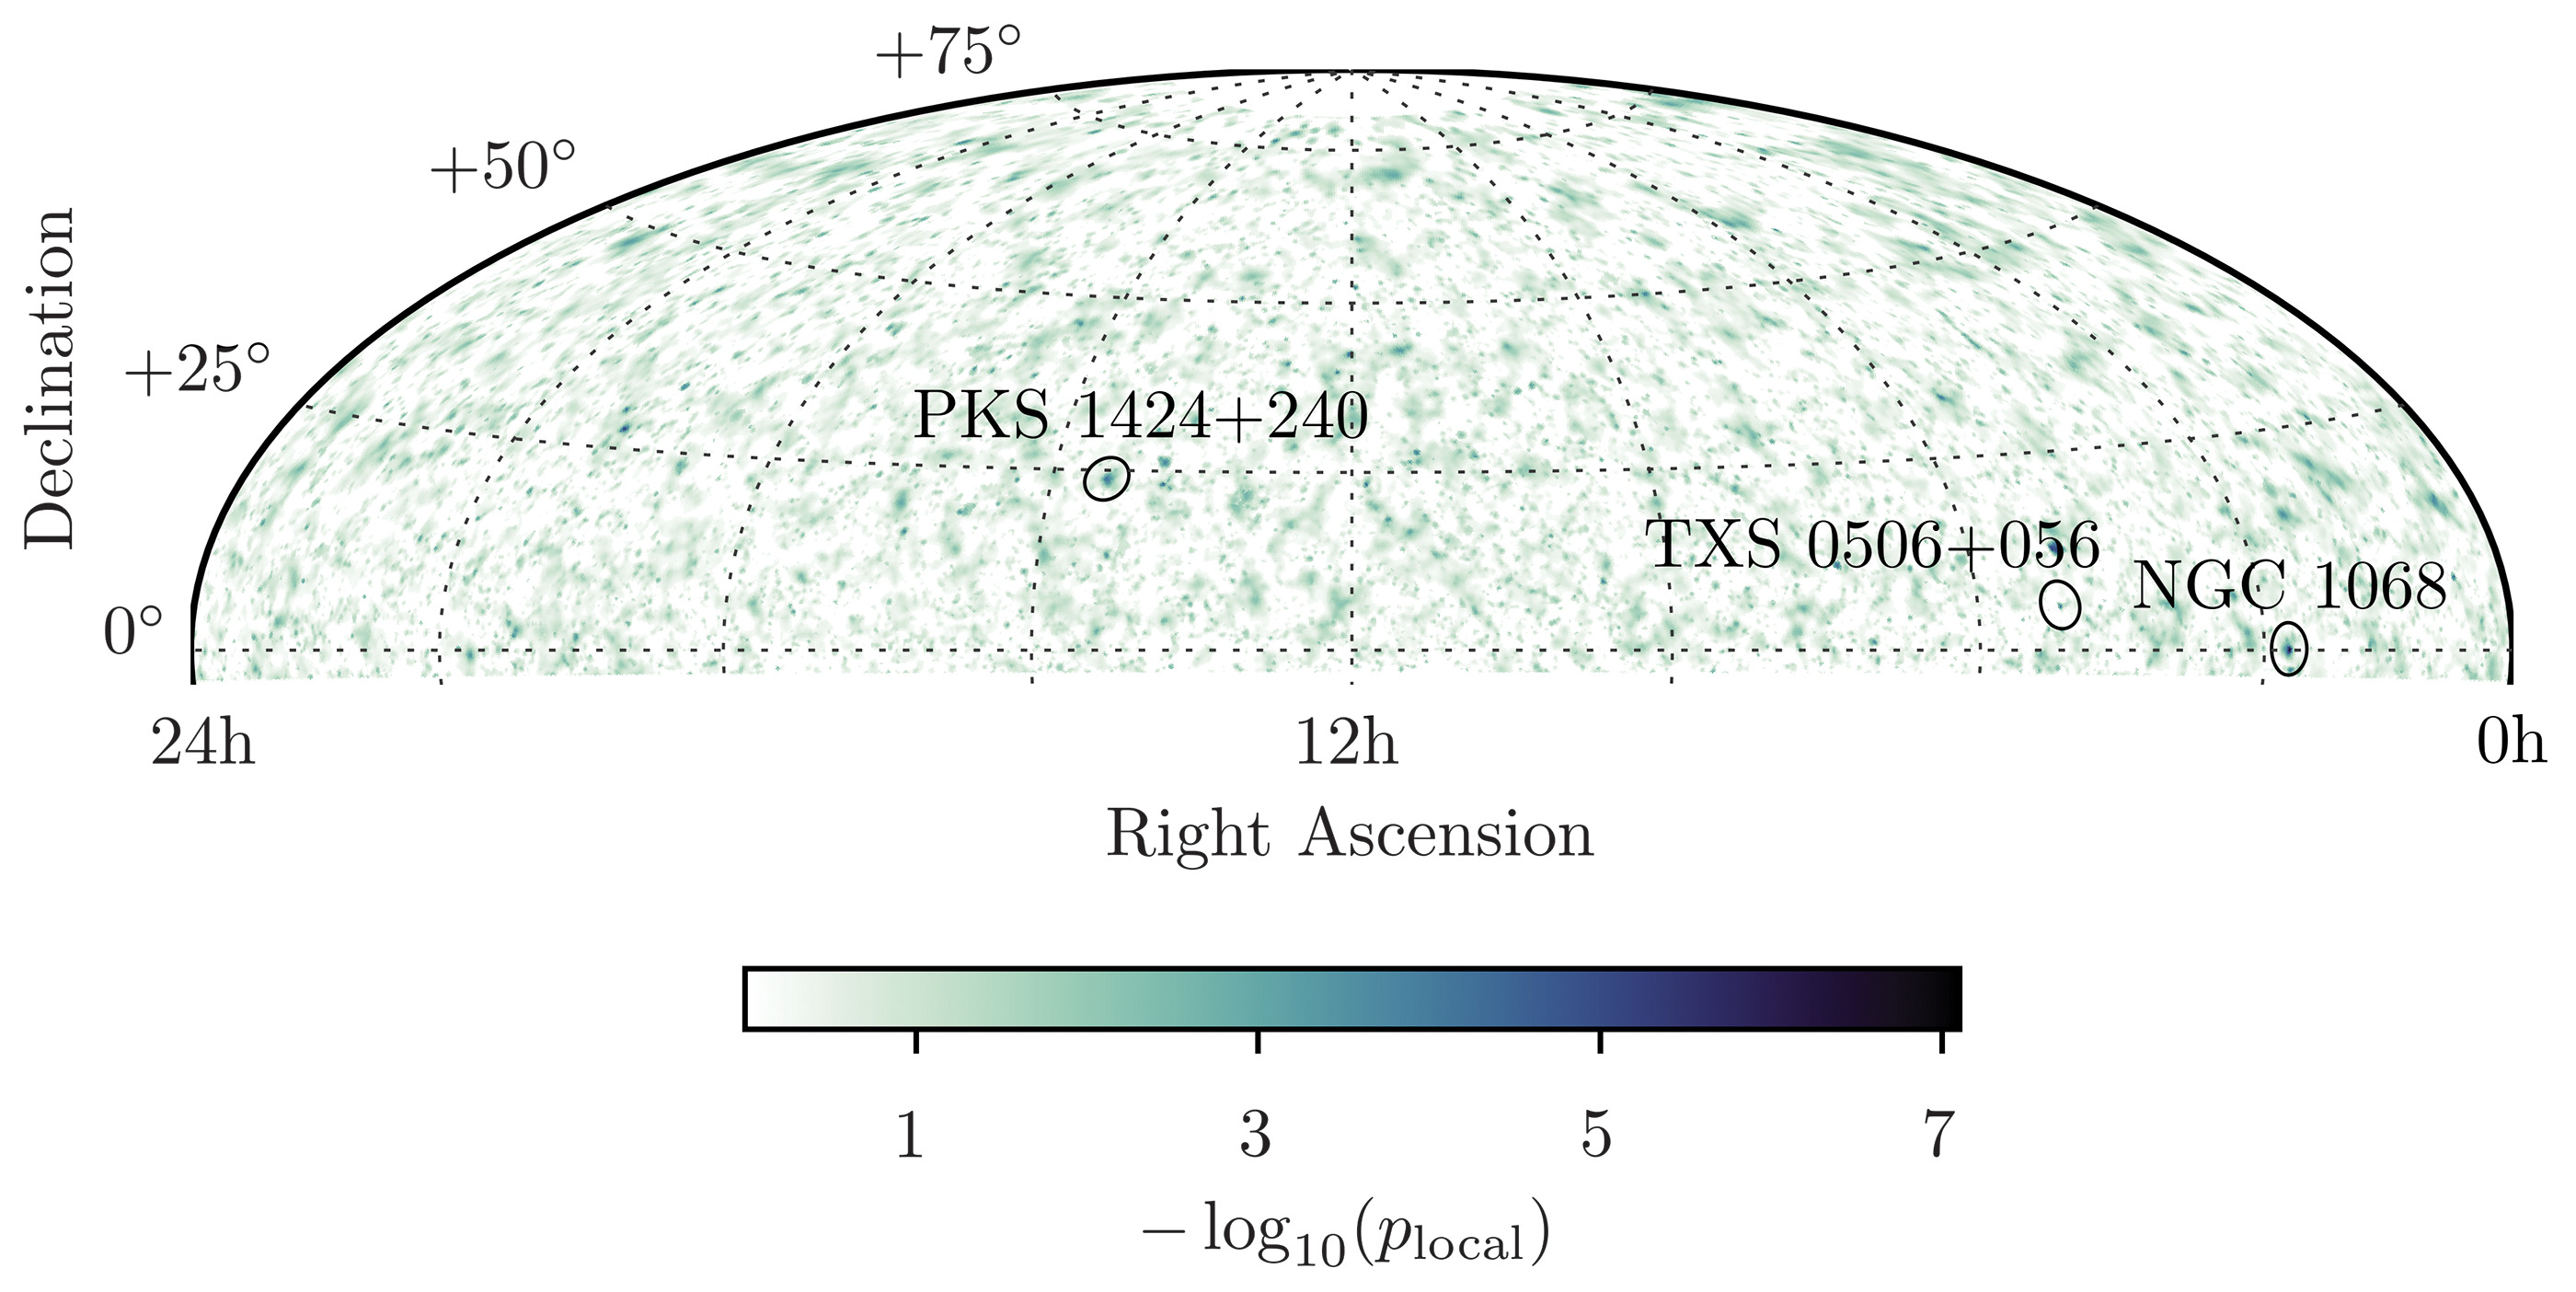 +75°
+50°
+25°
0°
Declination
PKS 1424+240
TXS 0506+056
NGC 1068
24h 12h 0h
Right Ascension
1 3 5 7
− log₁₀(p_local)